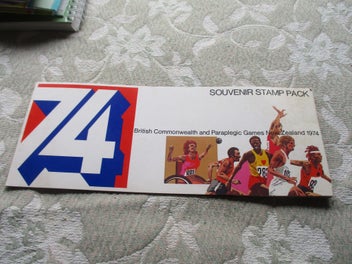 SOUVENIR STAMP PACK
British Commonwealth and Paraplegic Games New Zealand 1974
74